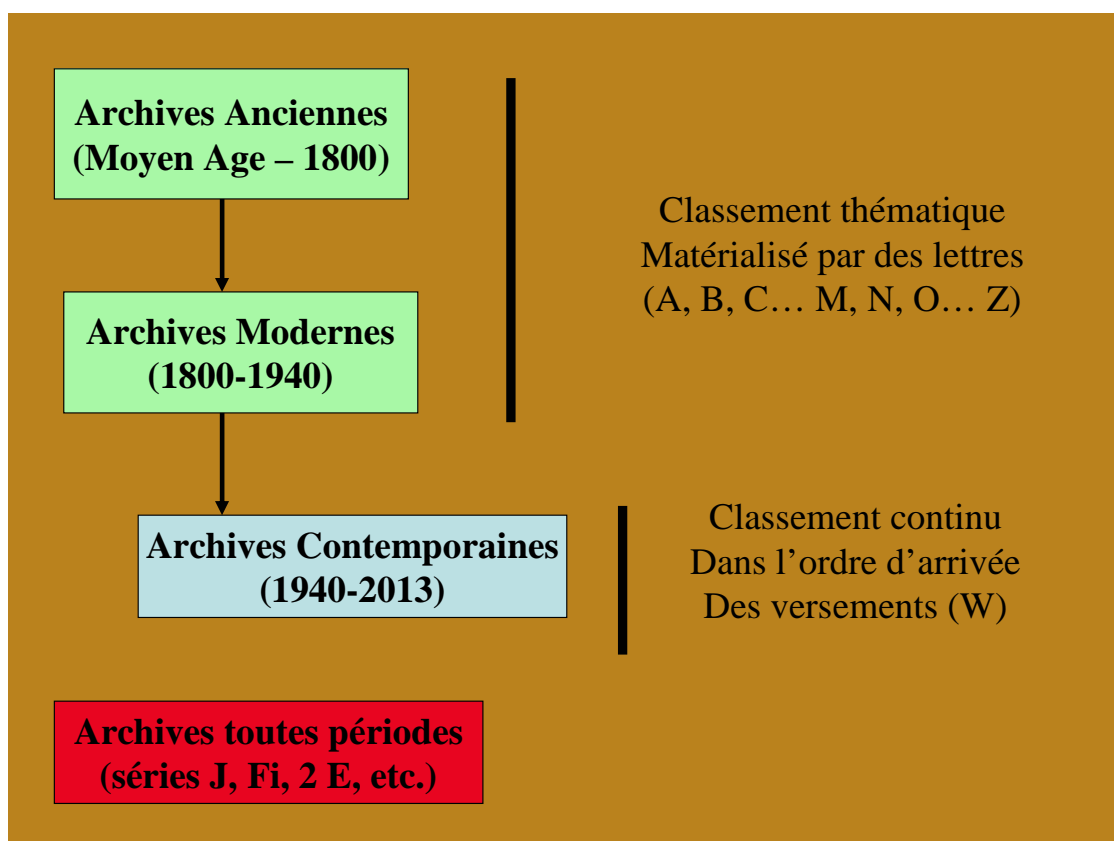 Archives Anciennes
(Moyen Age – 1800)
Classement thématique
Matérialisé par des lettres
(A, B, C… M, N, O… Z)
Archives Modernes
(1800-1940)
Archives Contemporaines
(1940-2013)
Classement continu
Dans l’ordre d’arrivée
Des versements (W)
Archives toutes périodes
(séries J, Fi, 2 E, etc.)